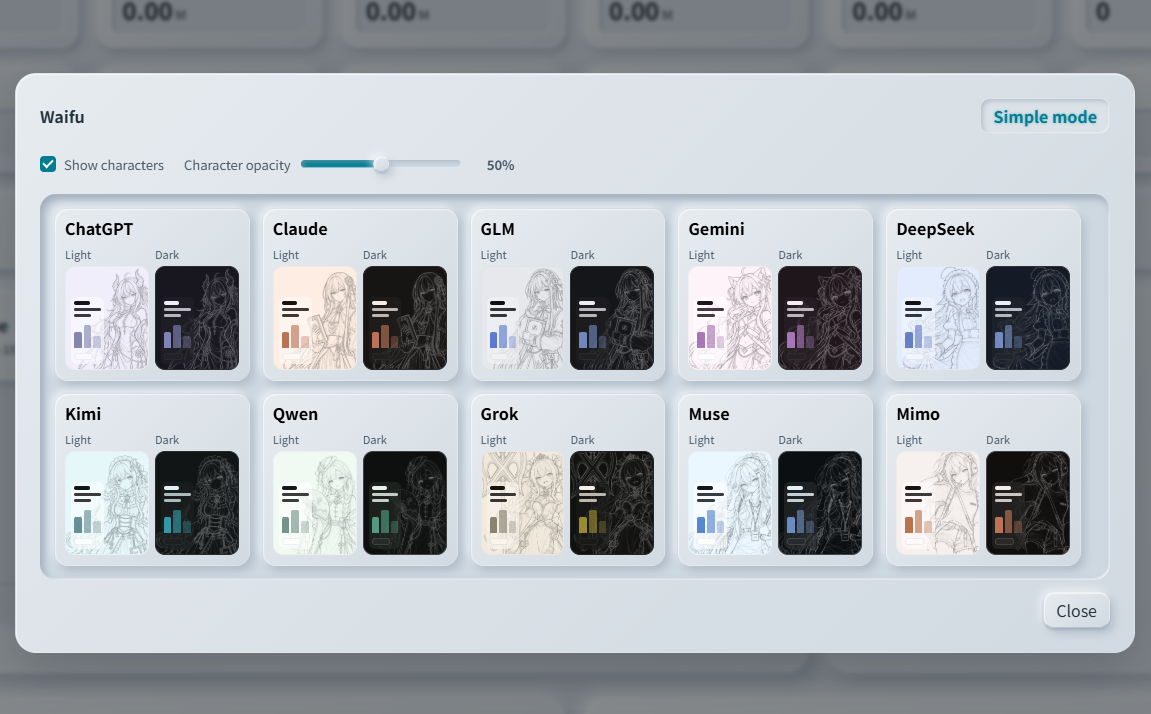 0.00 M 0.00 M 0.00 M 0.00 M 0
Waifu
Simple mode
Show characters Character opacity 50%
ChatGPT Claude GLM Gemini DeepSeek
Light Dark Light Dark Light Dark Light Dark Light Dark
Kimi Qwen Grok Muse Mimo
Light Dark Light Dark Light Dark Light Dark Light Dark
Close